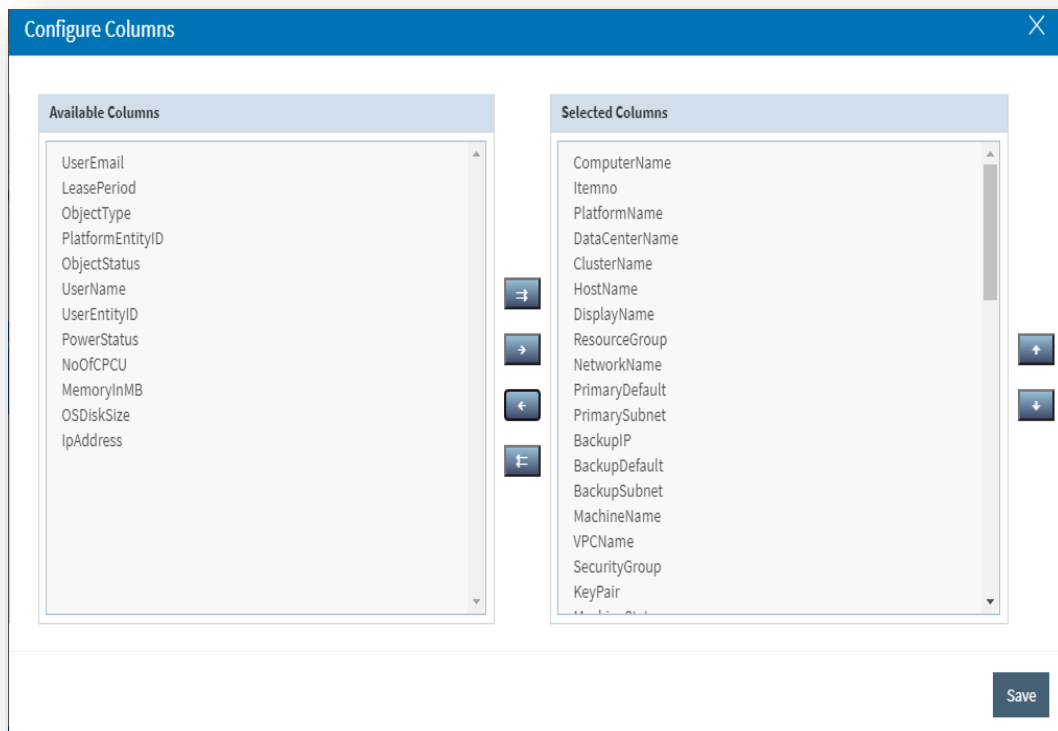 Configure Columns
X
Available Columns
UserEmail
LeasePeriod
ObjectType
PlatformEntityID
ObjectStatus
UserName
UserEntityID
PowerStatus
NoOfCPCU
MemoryInMB
OSDiskSize
IpAddress
Selected Columns
ComputerName
Itemno
PlatformName
DataCenterName
ClusterName
HostName
DisplayName
ResourceGroup
NetworkName
PrimaryDefault
PrimarySubnet
BackupIP
BackupDefault
BackupSubnet
MachineName
VPCName
SecurityGroup
KeyPair
Save